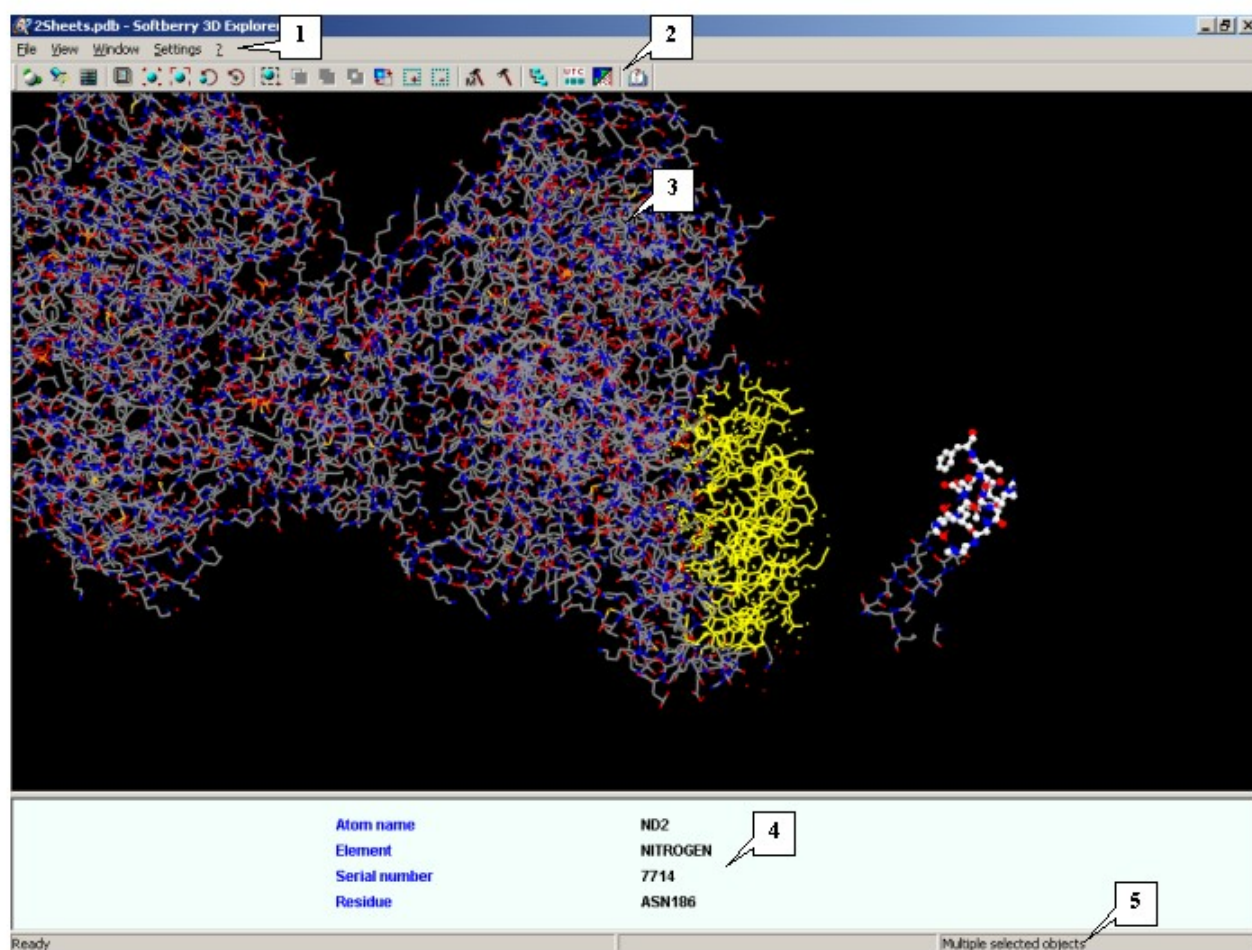 2Sheets.pdb - Softberry 3D Explorer
1
2
File View Window Settings ?
3
Atom name ND2
4
Element NITROGEN
Serial number 7714
Residue ASN186
5
Ready Multiple selected objects